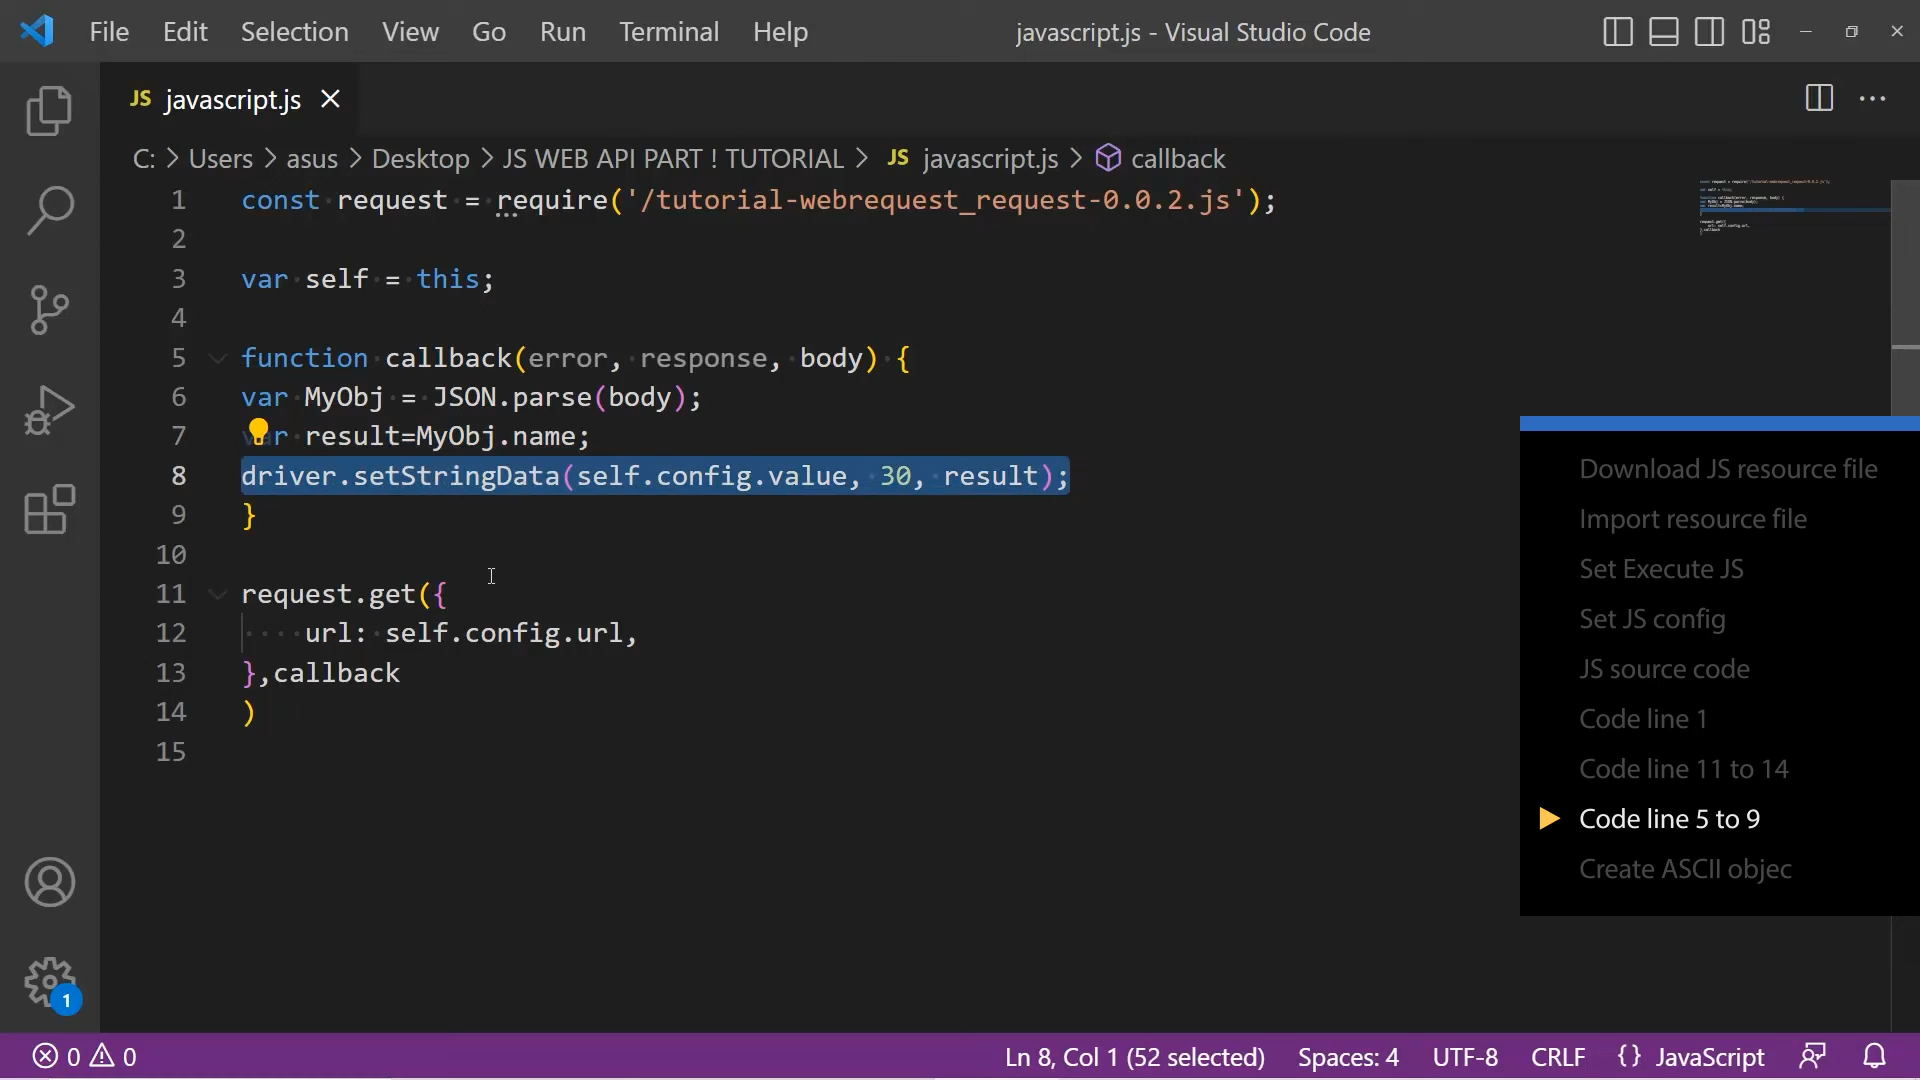 File Edit Selection View Go Run Terminal Help javascript.js - Visual Studio Code
JS javascript.js
C: > Users > asus > Desktop > JS WEB API PART ! TUTORIAL > JS javascript.js > callback
1 const request = require('/tutorial-webrequest_request-0.0.2.js');
2
3 var self = this;
4
5 function callback(error, response, body) {
6 var MyObj = JSON.parse(body);
7 var result=MyObj.name;
8 driver.setStringData(self.config.value, 30, result);
9 }
10
11 request.get({
12 url: self.config.url,
13 },callback
14 )
15
Download JS resource file
Import resource file
Set Execute JS
Set JS config
JS source code
Code line 1
Code line 11 to 14
Code line 5 to 9
Create ASCII objec
1
0 0 Ln 8, Col 1 (52 selected) Spaces: 4 UTF-8 CRLF {} JavaScript